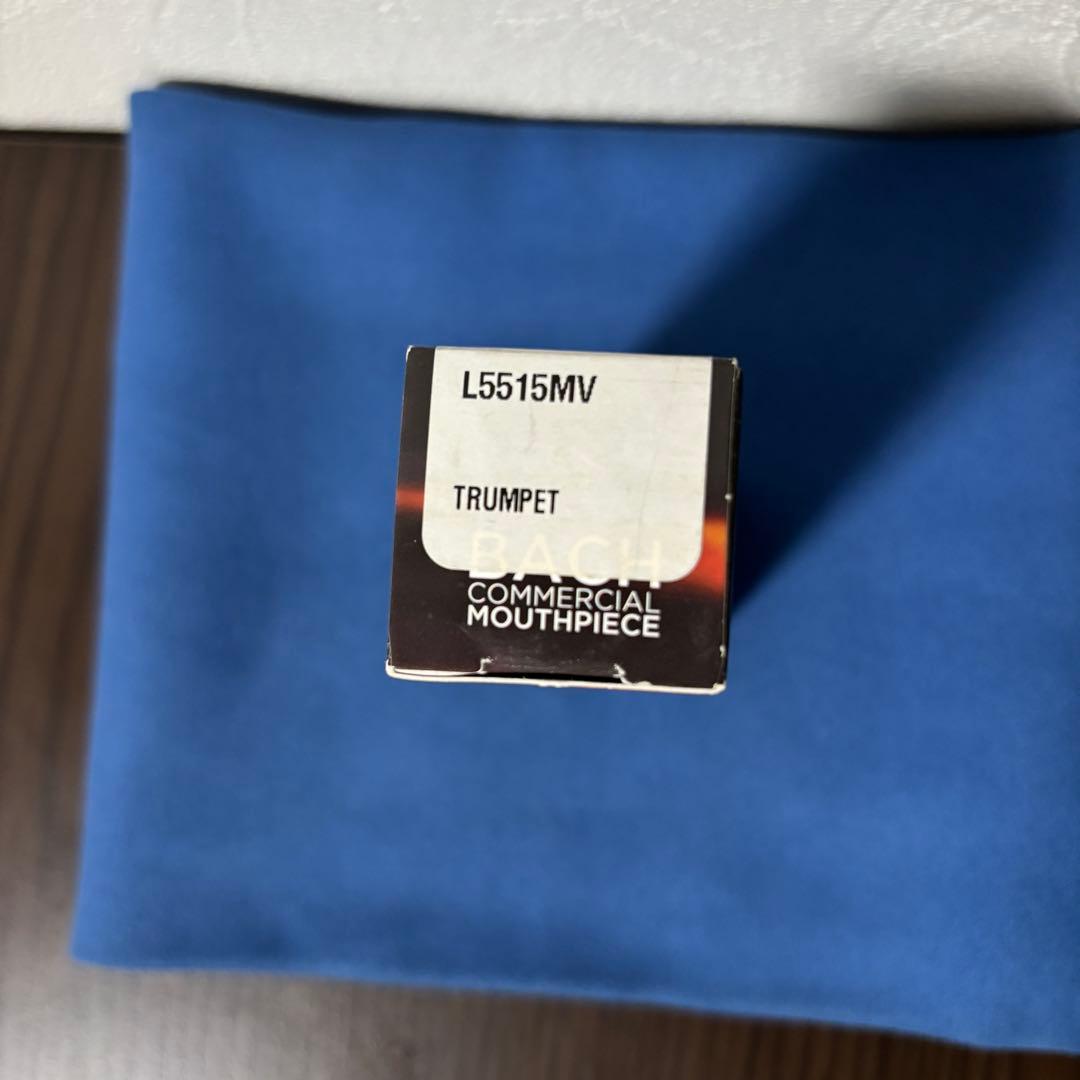 L5515MV
TRUMPET
BACH
COMMERCIAL
MOUTHPIECE